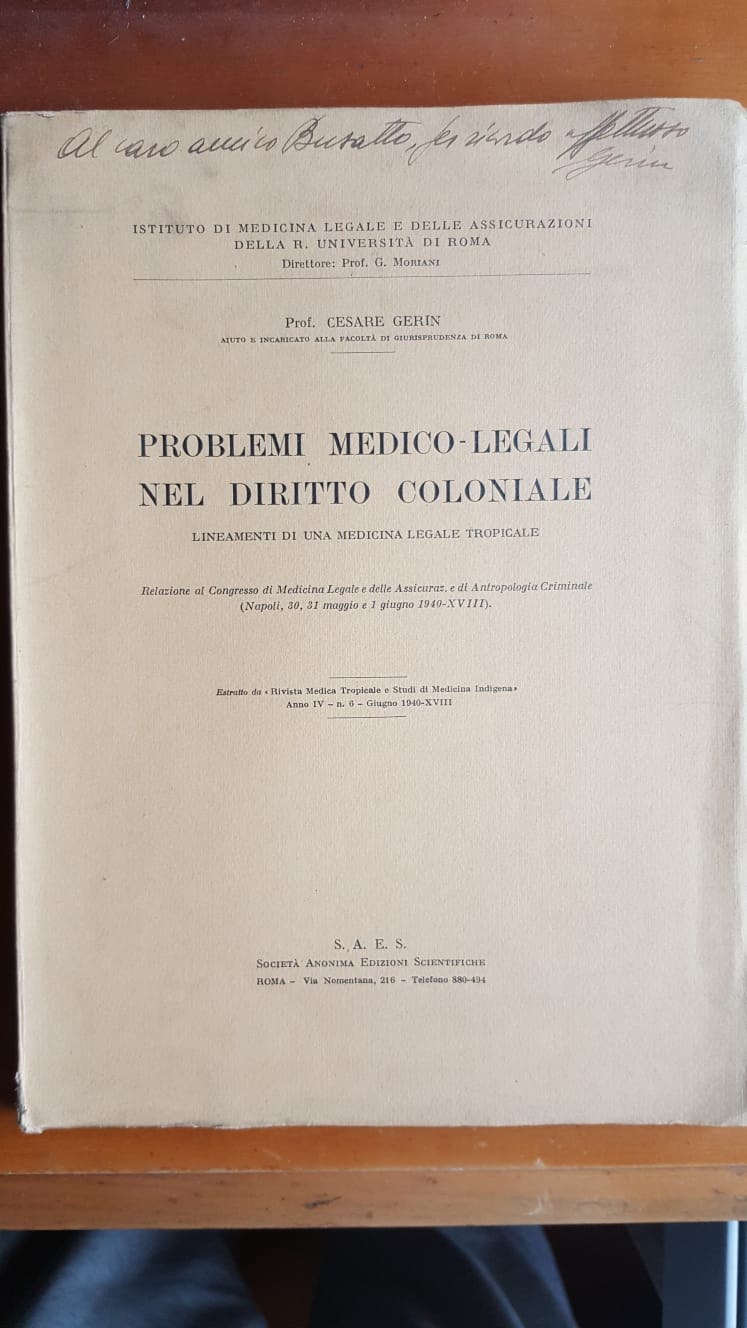 Al caro amico Busatto, per ricordo affettuoso
Gerin
ISTITUTO DI MEDICINA LEGALE E DELLE ASSICURAZIONI
DELLA R. UNIVERSITÀ DI ROMA
Direttore: Prof. G. MORIANI
Prof. CESARE GERIN
AIUTO E INCARICATO ALLA FACOLTÀ DI GIURISPRUDENZA DI ROMA
PROBLEMI MEDICO-LEGALI
NEL DIRITTO COLONIALE
LINEAMENTI DI UNA MEDICINA LEGALE TROPICALE
Relazione al Congresso di Medicina Legale e delle Assicuraz. e di Antropologia Criminale
(Napoli, 30, 31 maggio e 1 giugno 1940-XVIII).
Estratto da «Rivista Medica Tropicale e Studi di Medicina Indigena»
Anno IV - n. 6 - Giugno 1940-XVIII
S. A. E. S.
SOCIETÀ ANONIMA EDIZIONI SCIENTIFICHE
ROMA - Via Nomentana, 216 - Telefono 880-494